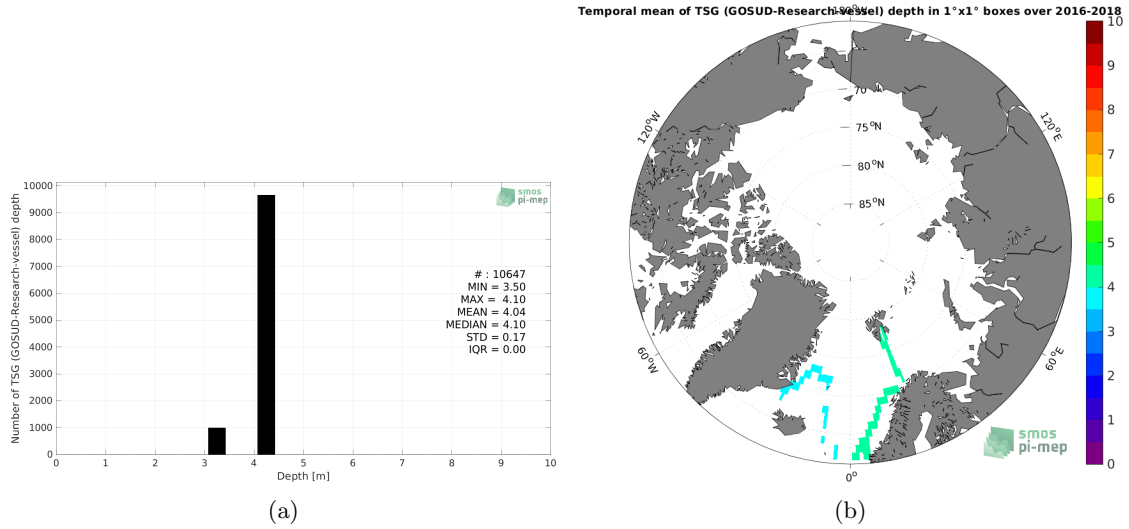 Number of TSG (GOSUD-Research-vessel) depth
10000
9000
8000
7000
6000
5000
4000
3000
2000
1000
0
0 1 2 3 4 5 6 7 8 9 10
Depth [m]
smos
pi-mep
# : 10647
MIN = 3.50
MAX = 4.10
MEAN = 4.04
MEDIAN = 4.10
STD = 0.17
IQR = 0.00
(a)
Temporal mean of TSG (GOSUD-Research-vessel) depth in 1°x1° boxes over 2016-2018
180°W
120°W
120°E
60°W
60°E
0°
70
75°N
80°N
85°N
10
9
8
7
6
5
4
3
2
1
0
smos
pi-mep
(b)